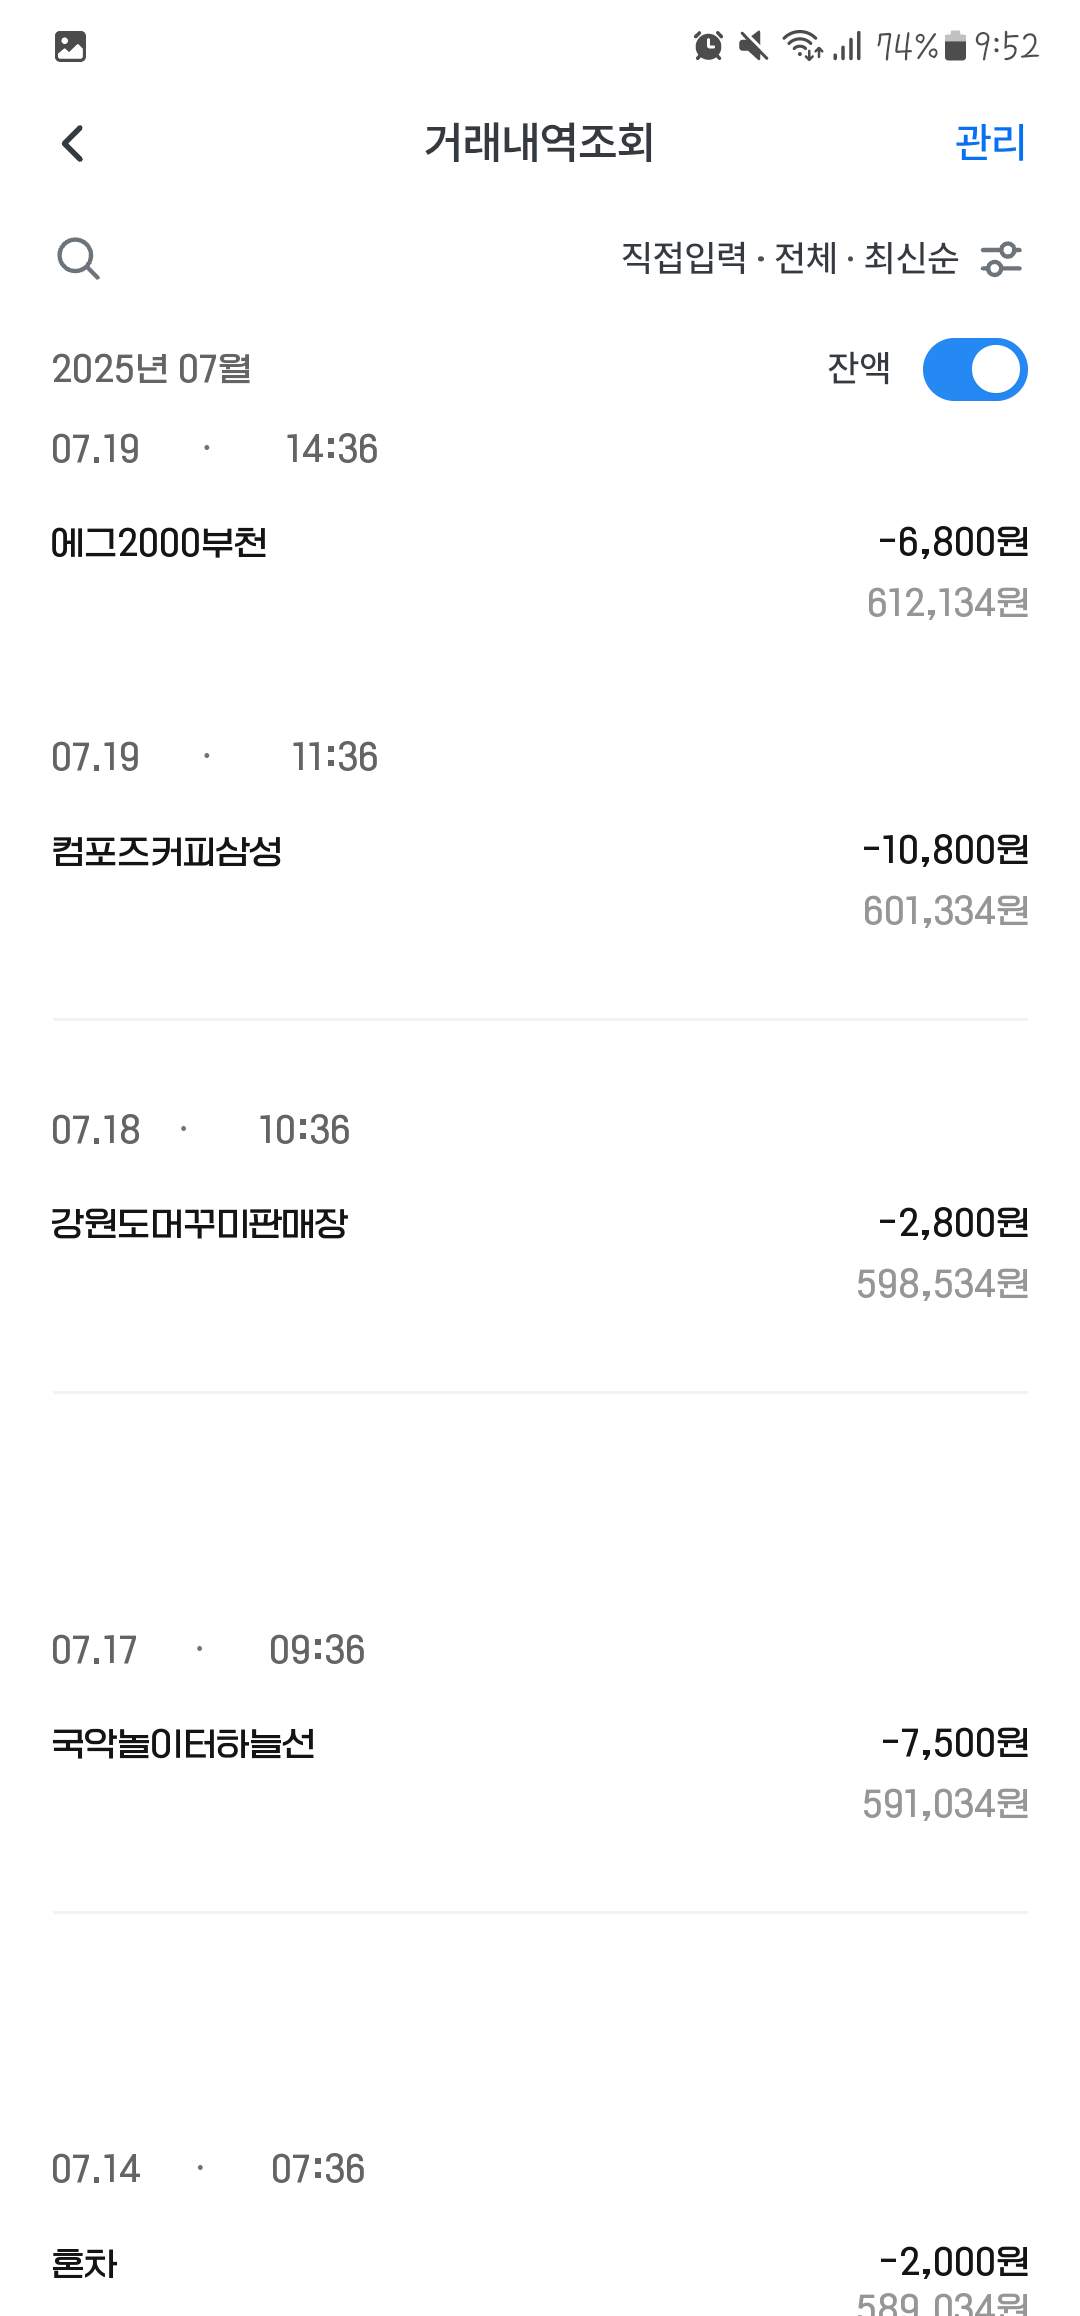 74% 9:52
거래내역조회 관리
직접입력 · 전체 · 최신순
2025년 07월 잔액
07.19 · 14:36
에그2000부천 -6,800원
612,134원
07.19 · 11:36
컴포즈커피삼성 -10,800원
601,334원
07.18 · 10:36
강원도머꾸미판매장 -2,800원
598,534원
07.17 · 09:36
국악놀이터하늘선 -7,500원
591,034원
07.14 · 07:36
혼차 -2,000원
589,034원